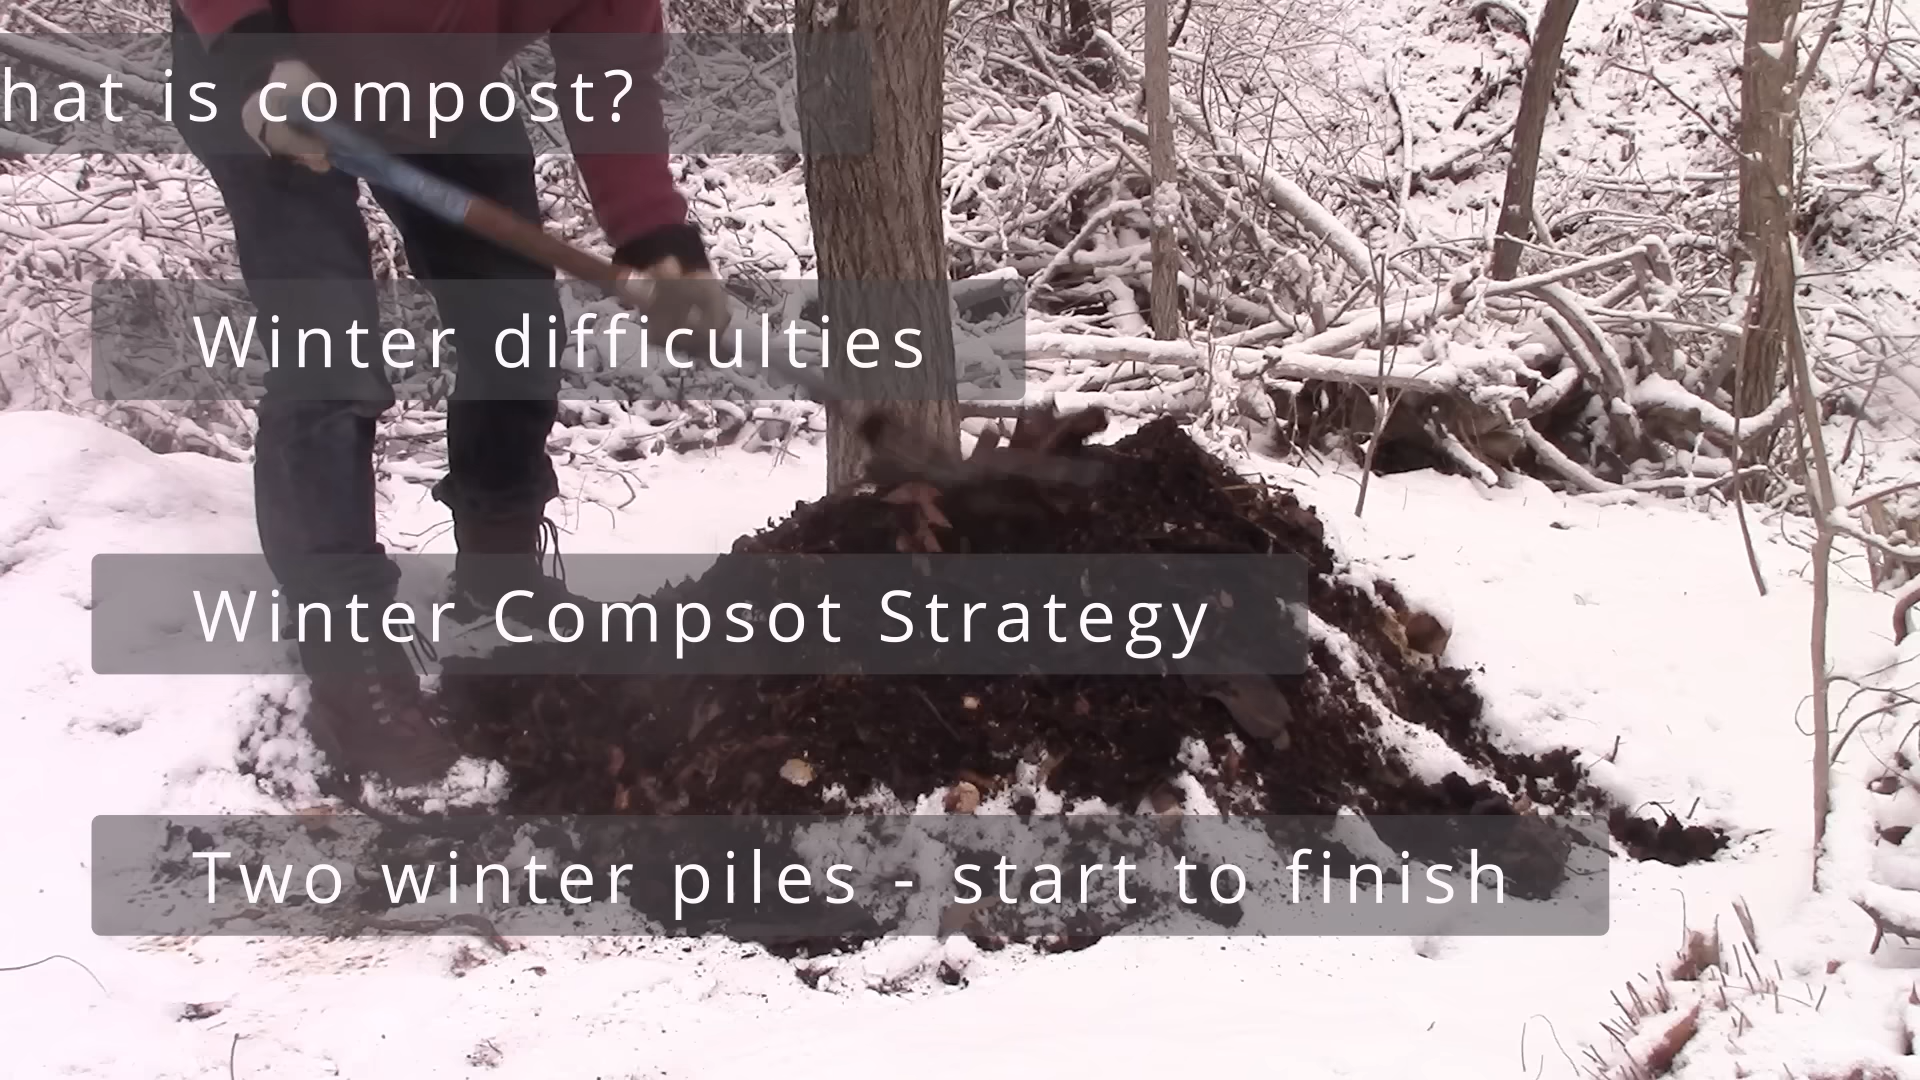 hat is compost?
Winter difficulties
Winter Compsot Strategy
Two winter piles - start to finish